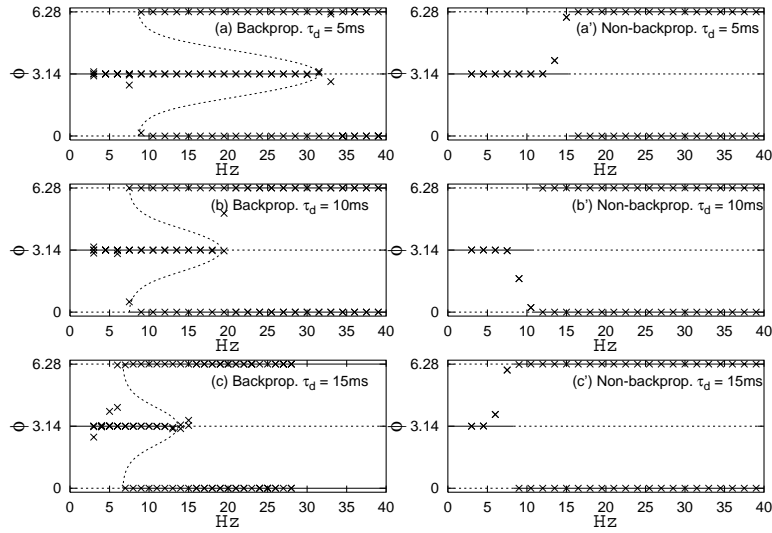 (a) Backprop. τd = 5ms
6.28
3.14
0
ϕ
0 5 10 15 20 25 30 35 40
Hz
(a') Non-backprop. τd = 5ms
6.28
3.14
0
ϕ
0 5 10 15 20 25 30 35 40
Hz
(b) Backprop. τd = 10ms
6.28
3.14
0
ϕ
0 5 10 15 20 25 30 35 40
Hz
(b') Non-backprop. τd = 10ms
6.28
3.14
0
ϕ
0 5 10 15 20 25 30 35 40
Hz
(c) Backprop. τd = 15ms
6.28
3.14
0
ϕ
0 5 10 15 20 25 30 35 40
Hz
(c') Non-backprop. τd = 15ms
6.28
3.14
0
ϕ
0 5 10 15 20 25 30 35 40
Hz